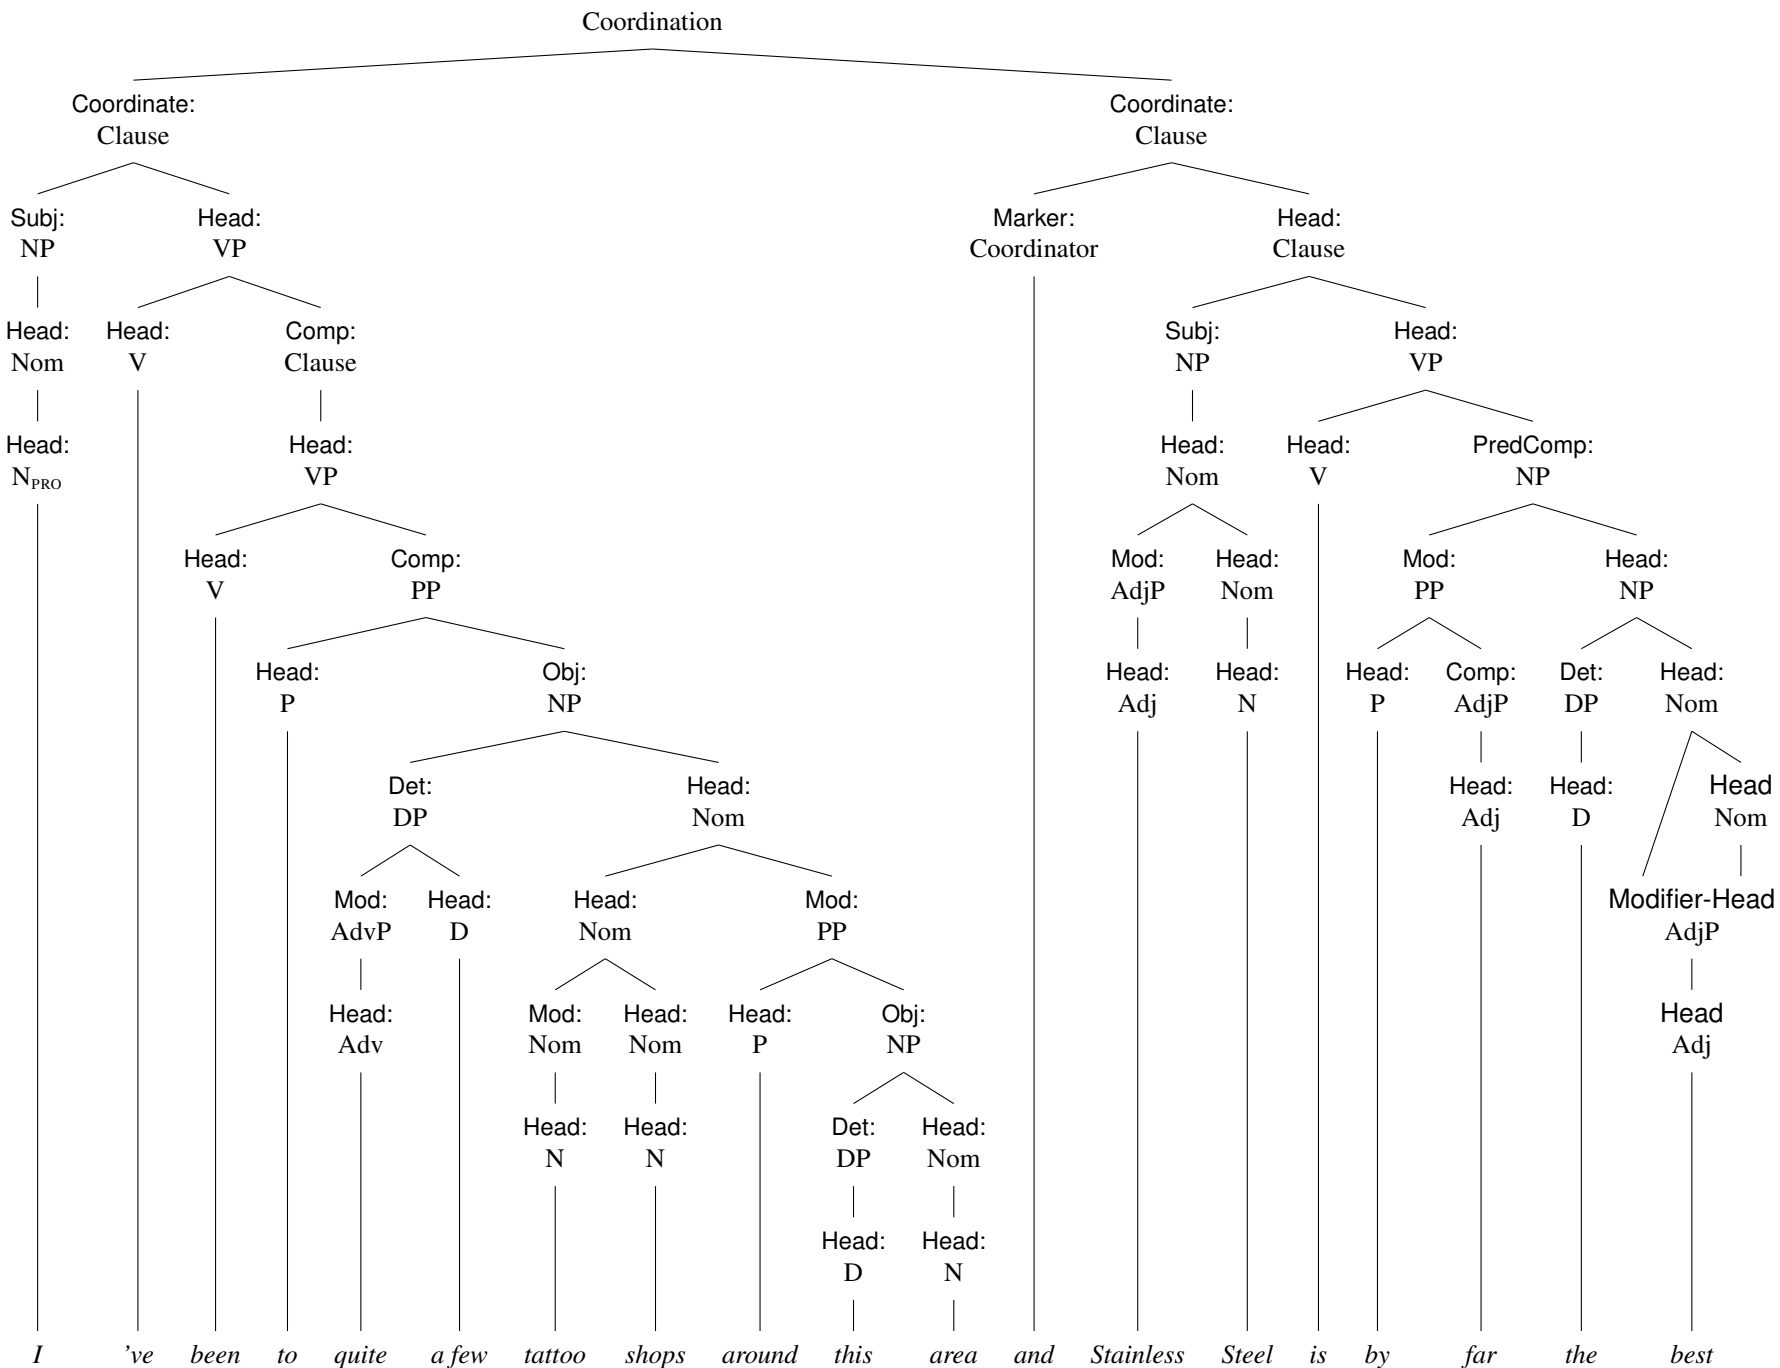 Coordination
Coordinate: Coordinate:
Clause Clause
Subj: Head: Marker: Head:
NP VP Coordinator Clause
Head: Head: Comp: Subj: Head:
Nom V Clause NP VP
Head: Head: Head: Head: PredComp:
NPRO VP Nom V NP
Head: Comp: Mod: Head: Mod: Head:
V PP AdjP Nom PP NP
Head: Obj: Head: Head: Head: Comp: Det: Head:
P NP Adj N P AdjP DP Nom
Det: Head: Head: Head: Head
DP Nom Adj D Nom
Mod: Head: Head: Mod: Modifier-Head
AdvP D Nom PP AdjP
Head: Mod: Head: Head: Obj: Head
Adv Nom Nom P NP Adj
Head: Head: Det: Head:
N N DP Nom
Head: Head:
D N
I 've been to quite a few tattoo shops around this area and Stainless Steel is by far the best